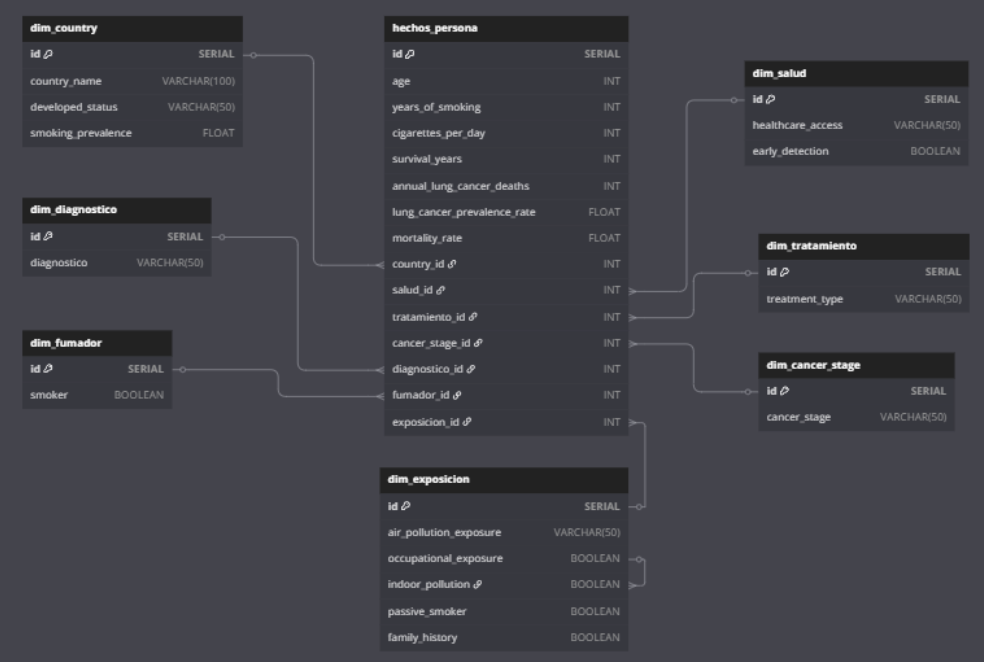 dim_country
id SERIAL
country_name VARCHAR(100)
developed_status VARCHAR(50)
smoking_prevalence FLOAT
dim_diagnostico
id SERIAL
diagnostico VARCHAR(50)
dim_fumador
id SERIAL
smoker BOOLEAN
hechos_persona
id SERIAL
age INT
years_of_smoking INT
cigarettes_per_day INT
survival_years INT
annual_lung_cancer_deaths INT
lung_cancer_prevalence_rate FLOAT
mortality_rate FLOAT
country_id INT
salud_id INT
tratamiento_id INT
cancer_stage_id INT
diagnostico_id INT
fumador_id INT
exposicion_id INT
dim_exposicion
id SERIAL
air_pollution_exposure VARCHAR(50)
occupational_exposure BOOLEAN
indoor_pollution BOOLEAN
passive_smoker BOOLEAN
family_history BOOLEAN
dim_salud
id SERIAL
healthcare_access VARCHAR(50)
early_detection BOOLEAN
dim_tratamiento
id SERIAL
treatment_type VARCHAR(50)
dim_cancer_stage
id SERIAL
cancer_stage VARCHAR(50)